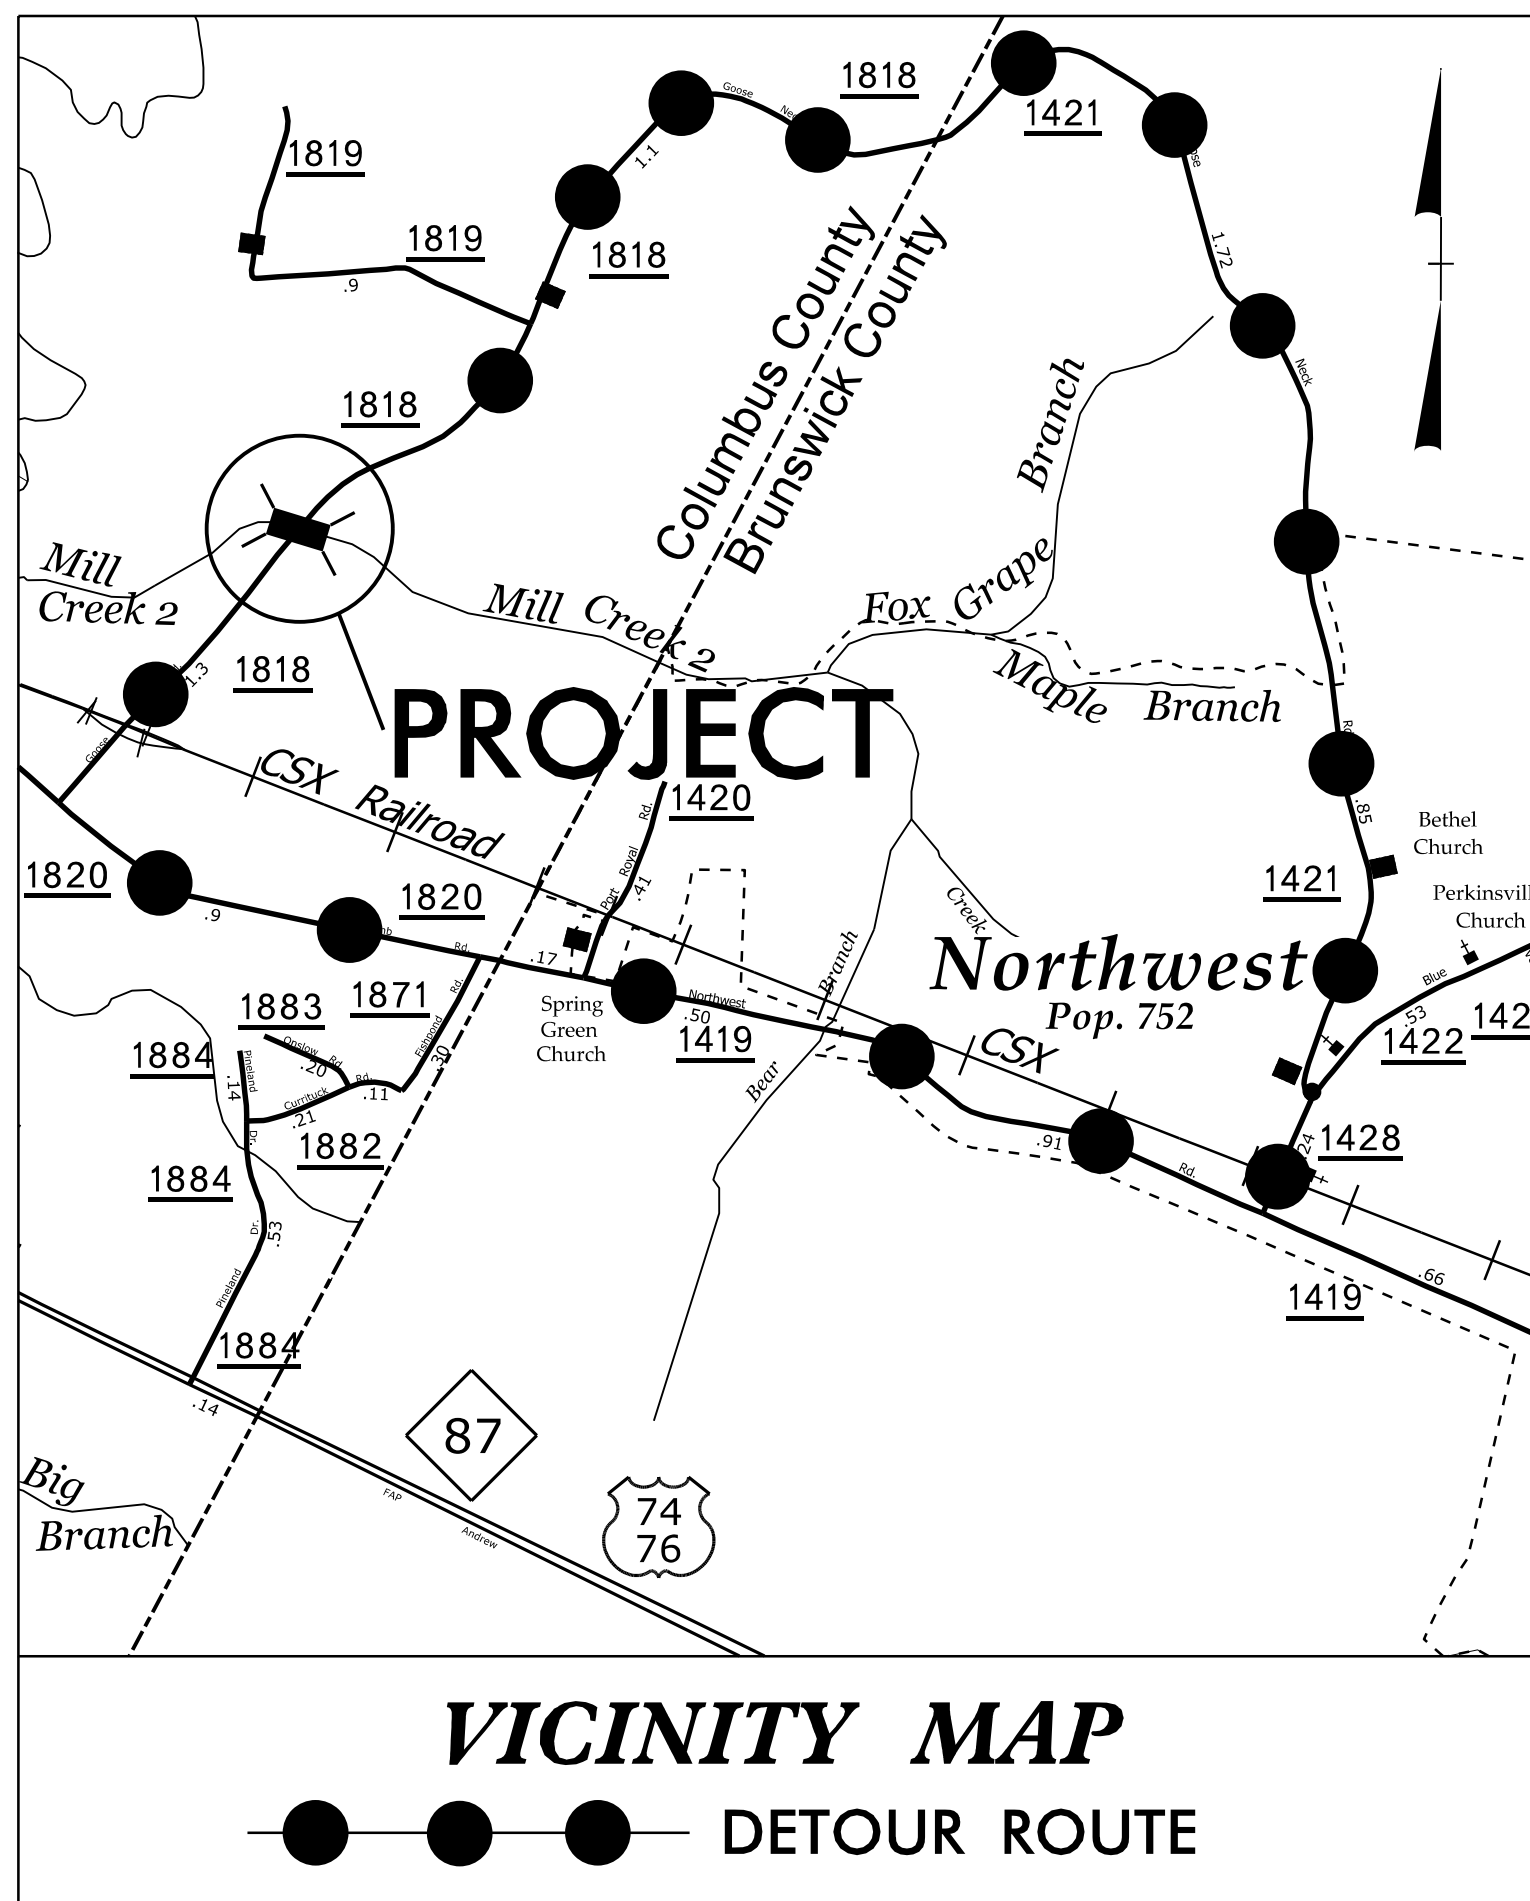 Goose
1818
1421
1819
1.1
1819
1818
.9
1.72
Columbus County
Brunswick County
Neck
Branch
1818
Mill
Creek 2
Mill Creek 2
Fox Grape
1.3
1818
Maple Branch
PROJECT
Goose
CSX Railroad
1420
Rd.
Royal
Port
.41
.85
Bethel
Church
1421
1820
1820
.9
Rd.
.17
Creek
Branch
Perkinsvill
Church
Northwest
Pop. 752
Blue
.53
1422
142
1883
1871
Rd.
Spring
Green
Church
Northwest
.50
1419
CSX
1884
Pineland
.14
Onslow Rd.
.20
Rd.
.11
Fishpond
.30
Currituck
.21
Dr.
1882
Bear
.91
Rd.
.24
1428
1884
Dr.
.53
Pineland
.66
1419
1884
.14
87
FAP
Andrew
74
76
Big
Branch
VICINITY MAP
DETOUR ROUTE